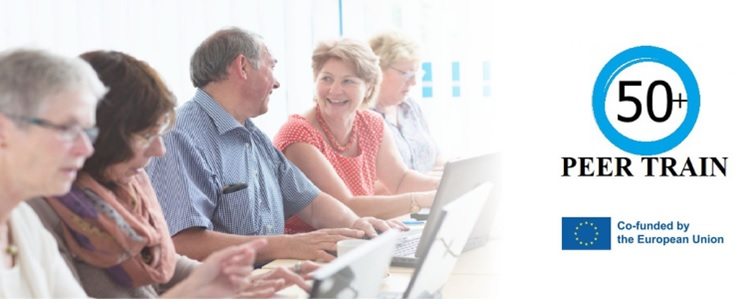 50+
PEER TRAIN
Co-funded by
the European Union